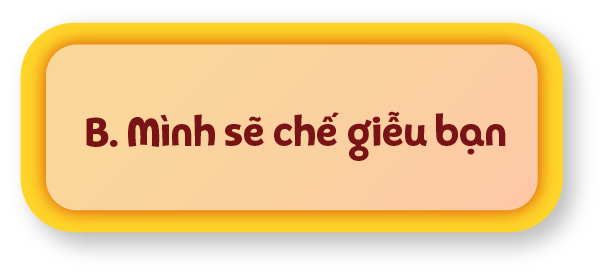 B. Mình sẽ chế giễu bạn